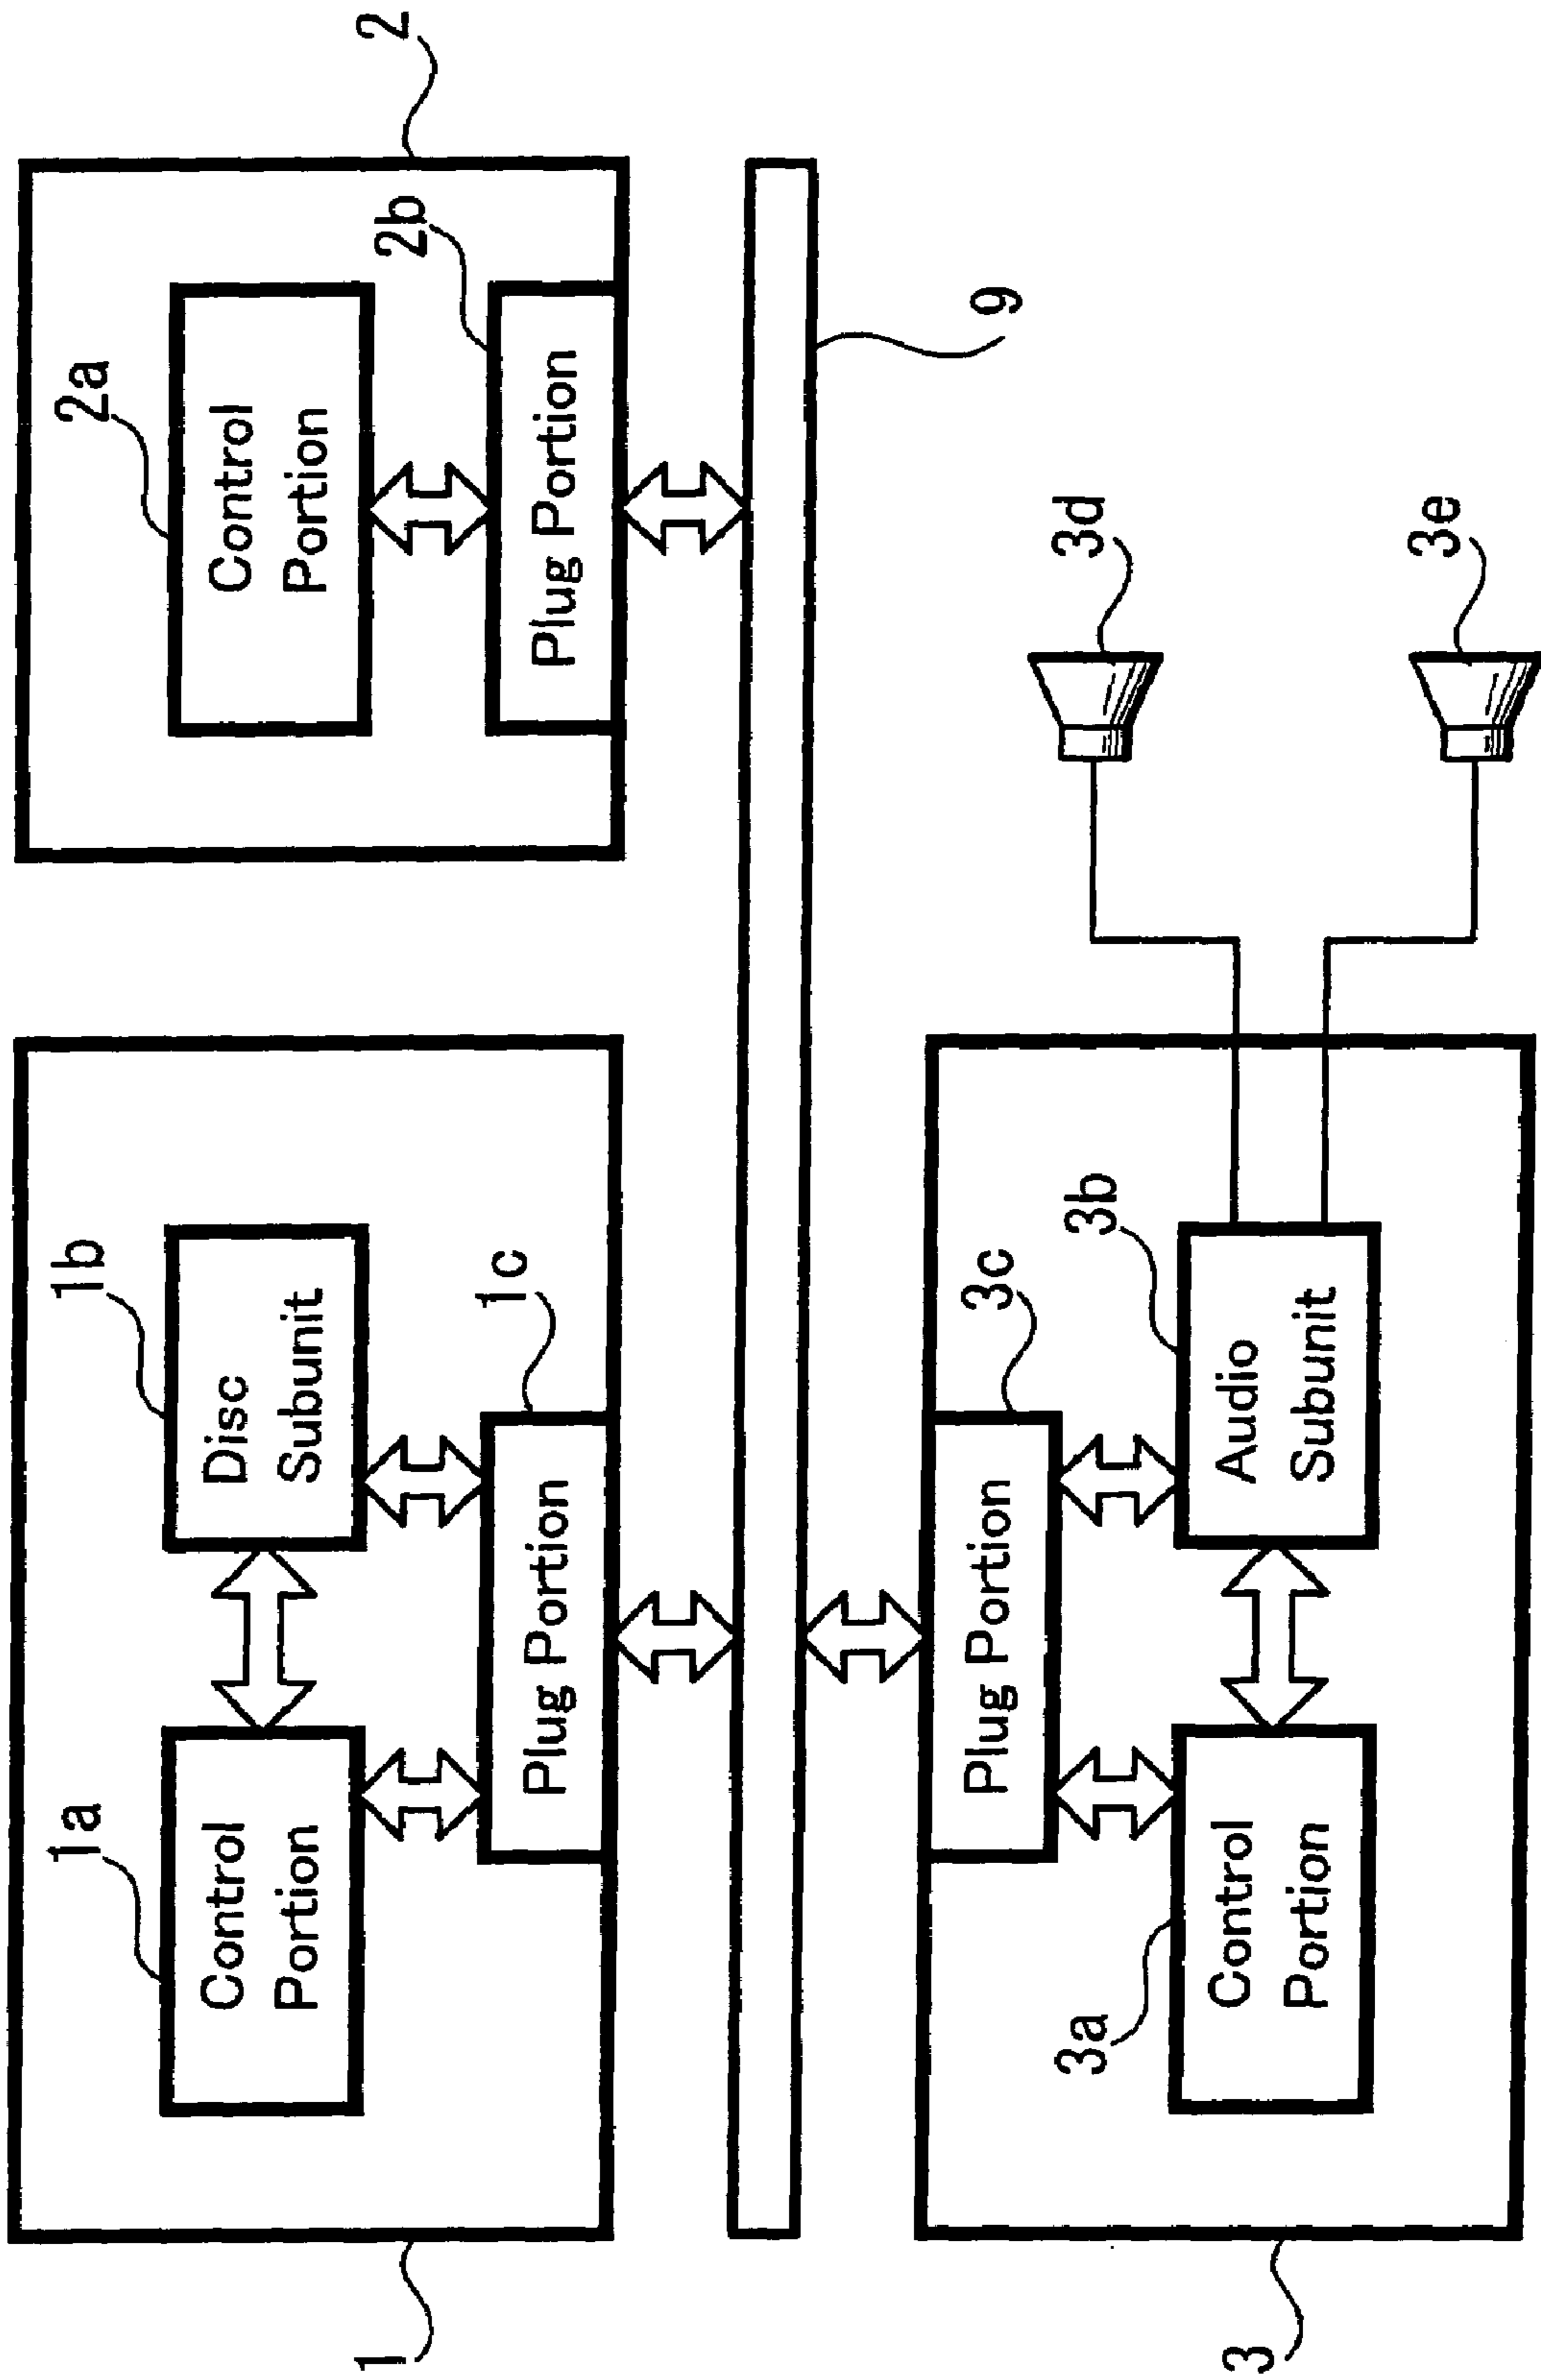 1
1a
Control
Portion
1b
Disc
Subunit
1c
Plug Portion
2
2a
Control
Portion
2b
Plug Portion
9
3
3a
Control
Portion
3b
Audio
Subunit
3c
Plug Portion
3d
3e